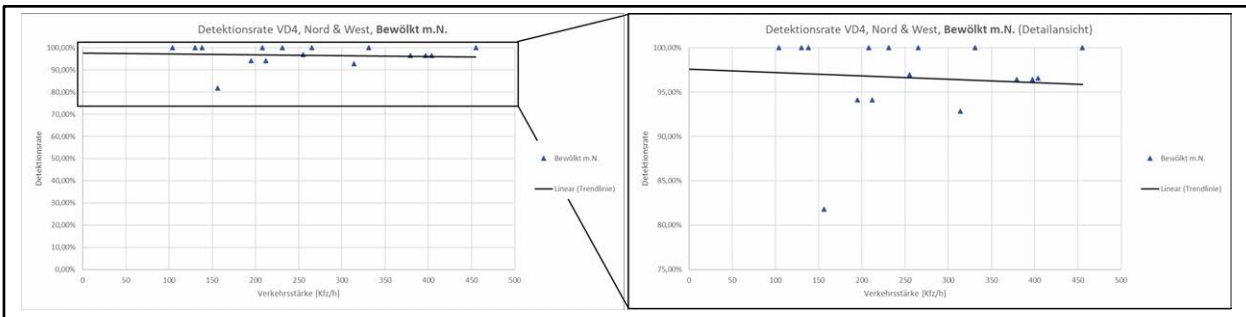 Detektionsrate VD4, Nord & West, Bewölkt m.N.
100,00%
90,00%
80,00%
70,00%
60,00%
50,00%
40,00%
30,00%
20,00%
10,00%
0,00%
Detektionsrate
0 50 100 150 200 250 300 350 400 450 500
Verkehrsstärke [Kfz/h]
Bewölkt m.N.
Linear (Trendlinie)
Detektionsrate VD4, Nord & West, Bewölkt m.N. (Detailansicht)
100,00%
95,00%
90,00%
85,00%
80,00%
75,00%
Detektionsrate
0 50 100 150 200 250 300 350 400 450 500
Verkehrsstärke [Kfz/h]
Bewölkt m.N.
Linear (Trendlinie)